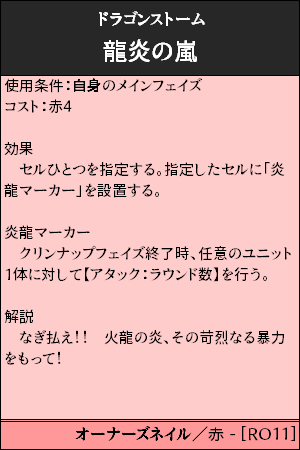 ドラゴンストーム
龍炎の嵐
使用条件：自身のメインフェイズ
コスト：赤4
効果
　セルひとつを指定する。指定したセルに「炎
龍マーカー」を設置する。
炎龍マーカー
　クリンナップフェイズ終了時、任意のユニット
1体に対して【アタック：ラウンド数】を行う。
解説
　なぎ払え！！　火龍の炎、その苛烈なる暴力
をもって！
オーナーズネイル／赤 - [RO11]